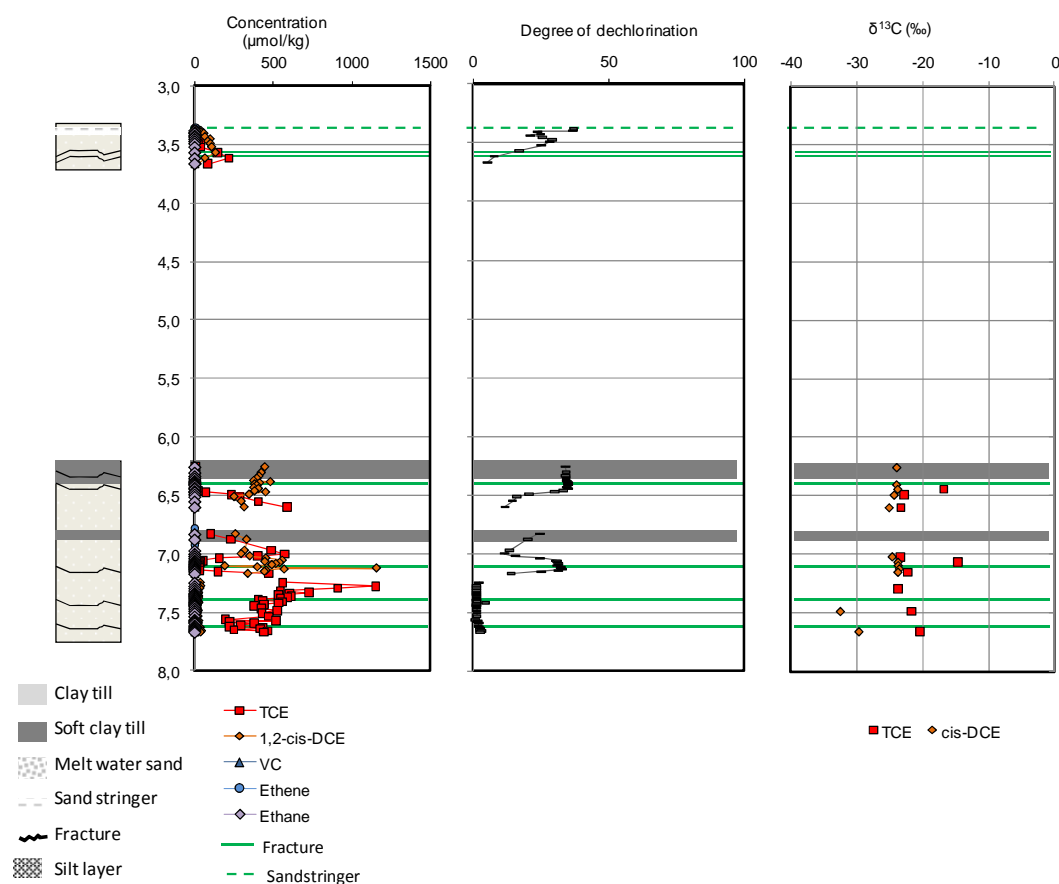 Concentration
(µmol/kg)
Degree of dechlorination
δ13C (‰)
0 500 1000 1500
0 50 100
-40 -30 -20 -10 0
3,0
3,5
4,0
4,5
5,0
5,5
6,0
6,5
7,0
7,5
8,0
Clay till
Soft clay till
Melt water sand
Sand stringer
Fracture
Silt layer
TCE
1,2-cis-DCE
VC
Ethene
Ethane
Fracture
Sandstringer
TCE cis-DCE